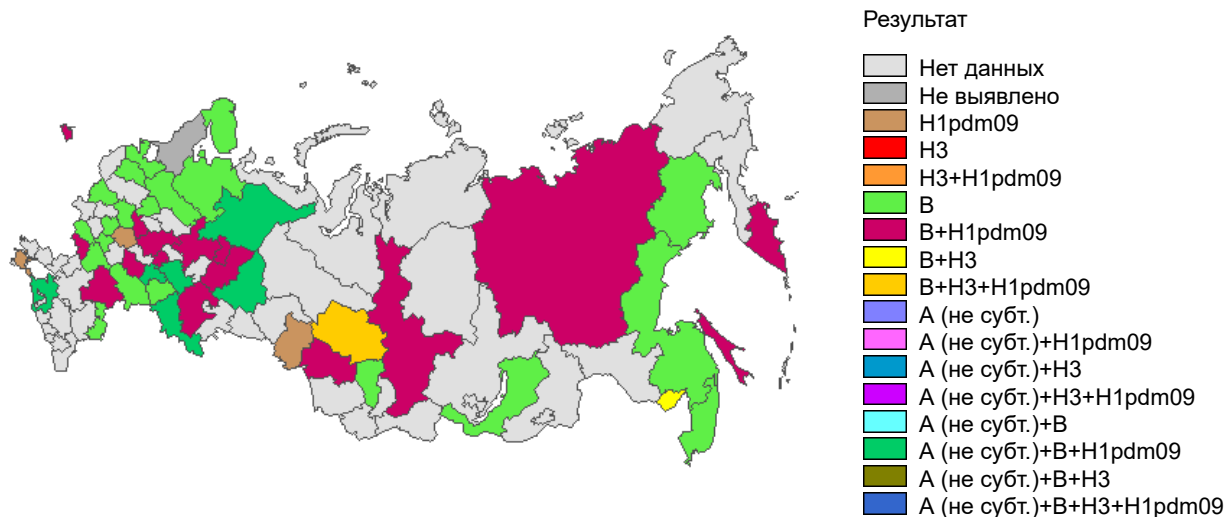 Результат
Нет данных
Не выявлено
H1pdm09
H3
H3+H1pdm09
B
B+H1pdm09
B+H3
B+H3+H1pdm09
А (не субт.)
А (не субт.)+H1pdm09
А (не субт.)+H3
А (не субт.)+H3+H1pdm09
А (не субт.)+B
А (не субт.)+B+H1pdm09
А (не субт.)+B+H3
А (не субт.)+B+H3+H1pdm09